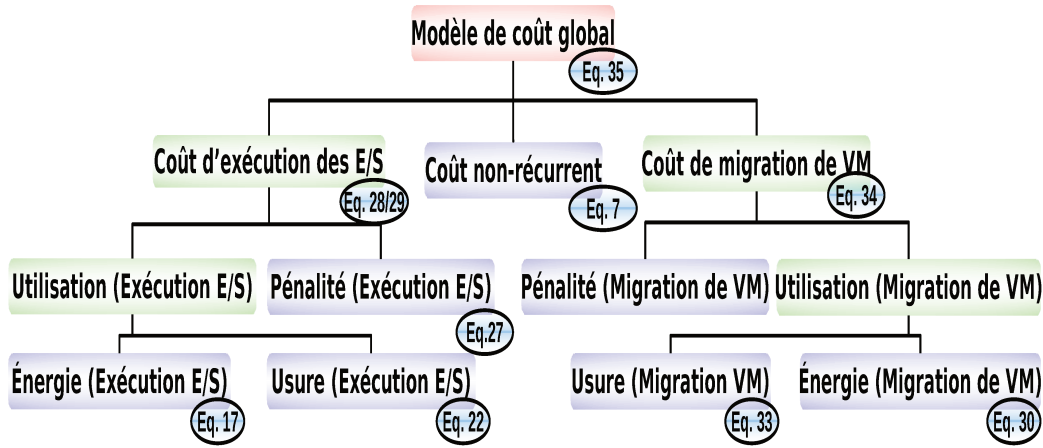 Modèle de coût global
Eq. 35
Coût d'exécution des E/S
Eq. 28/29
Coût non-récurrent
Eq. 7
Coût de migration de VM
Eq. 34
Utilisation (Exécution E/S)
Pénalité (Exécution E/S)
Eq.27
Pénalité (Migration de VM)
Utilisation (Migration de VM)
Énergie (Exécution E/S)
Eq. 17
Usure (Exécution E/S)
Eq. 22
Usure (Migration VM)
Eq. 33
Énergie (Migration de VM)
Eq. 30